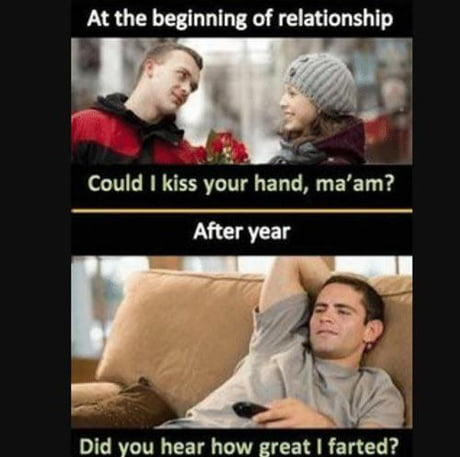 At the beginning of relationship
Could I kiss your hand, ma'am?
After year
Did you hear how great I farted?